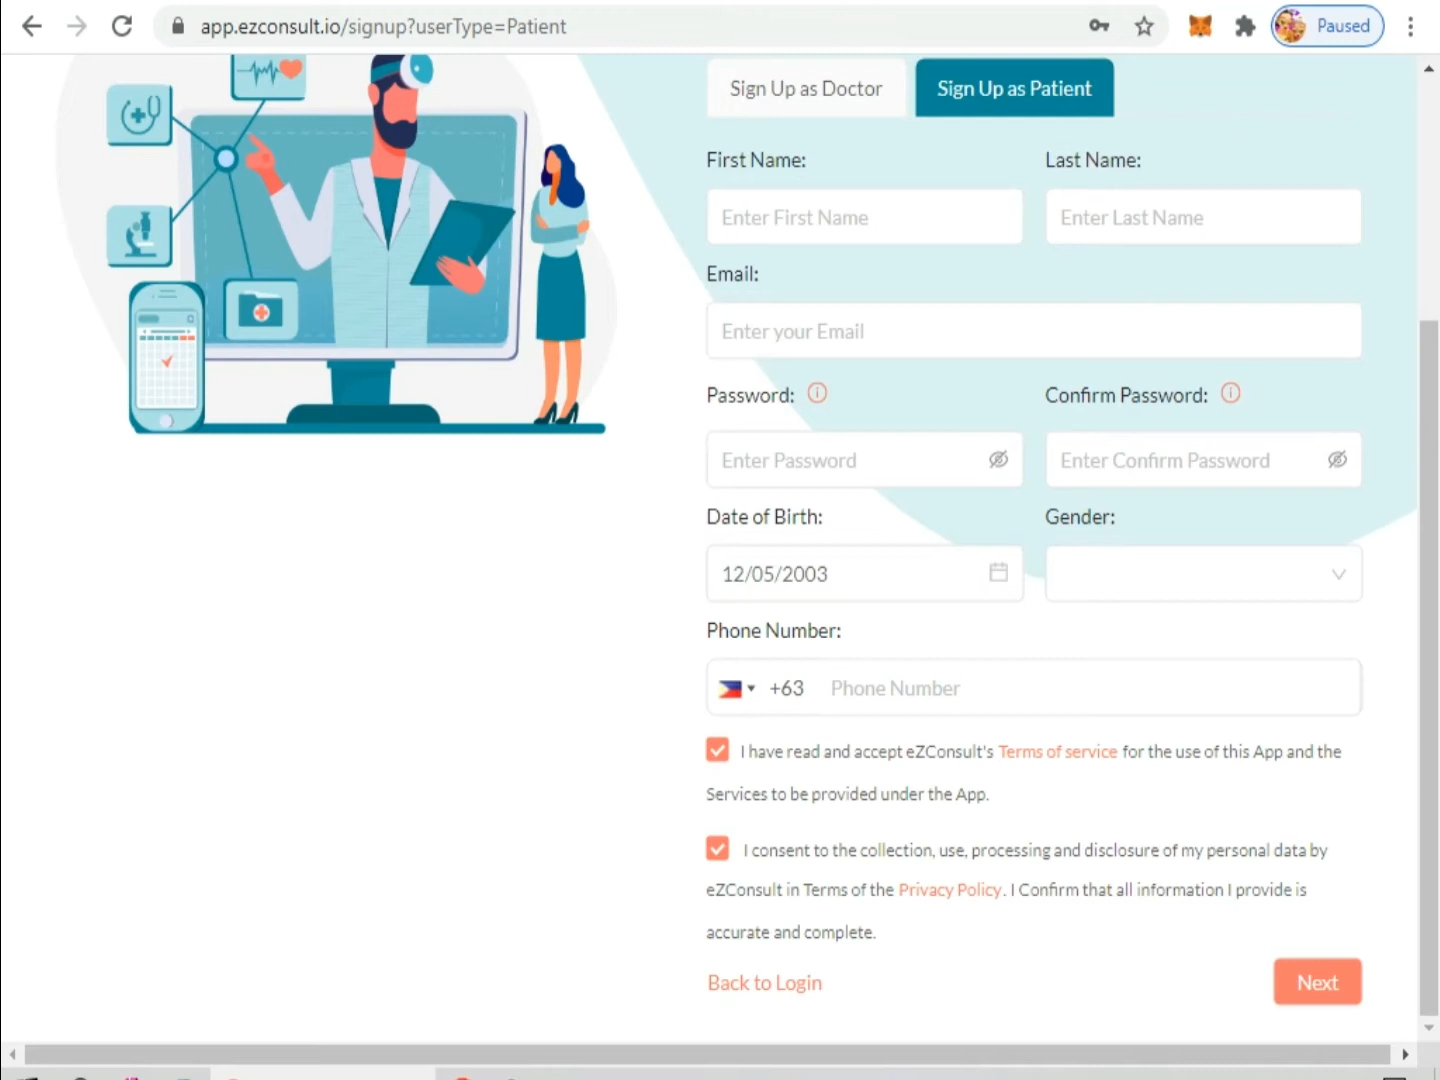 app.ezconsult.io/signup?userType=Patient
Paused
Sign Up as Doctor
Sign Up as Patient
First Name:
Last Name:
Enter First Name
Enter Last Name
Email:
Enter your Email
Password:
Confirm Password:
Enter Password
Enter Confirm Password
Date of Birth:
Gender:
12/05/2003
Phone Number:
+63
Phone Number
I have read and accept eZConsult's Terms of service for the use of this App and the
Services to be provided under the App.
I consent to the collection, use, processing and disclosure of my personal data by
eZConsult in Terms of the Privacy Policy. I Confirm that all information I provide is
accurate and complete.
Back to Login
Next